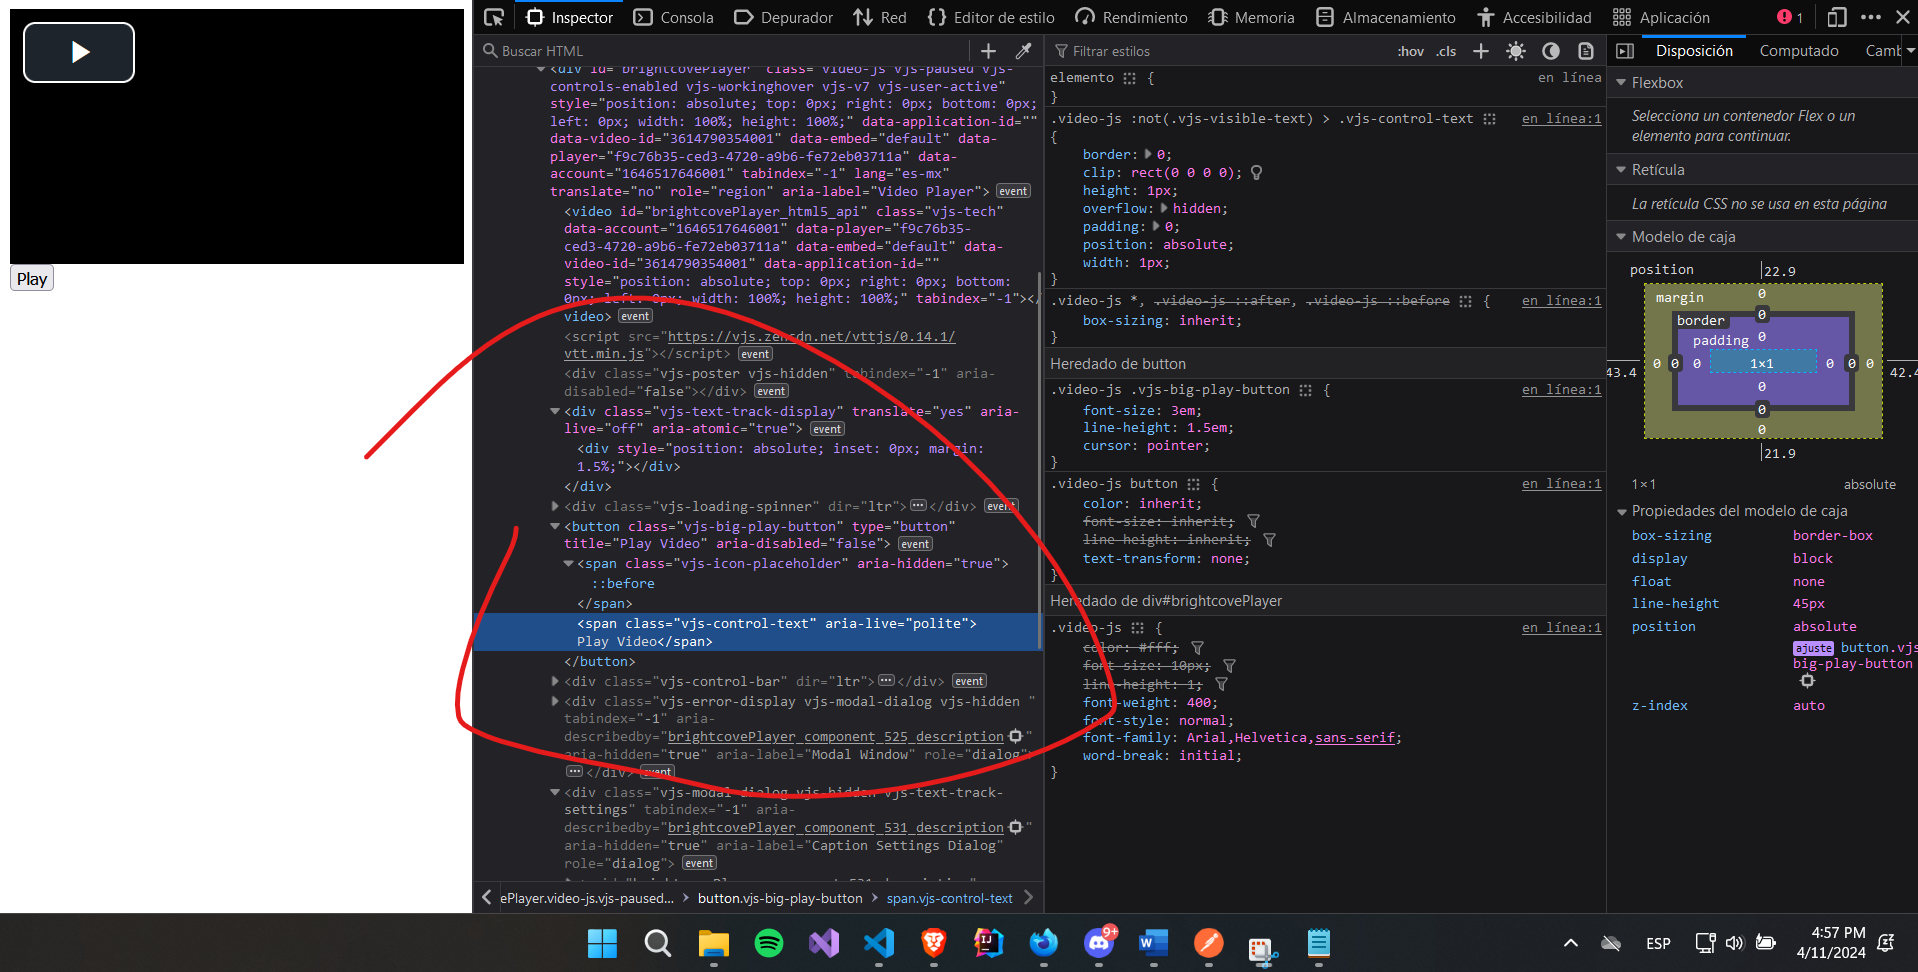 Play
Inspector
Consola
Depurador
Red
Editor de estilo
Rendimiento
Memoria
Almacenamiento
Accesibilidad
Aplicación
1
Buscar HTML
<div id="brightcovePlayer" class="video-js vjs-paused vjs-
controls-enabled vjs-workinghover vjs-v7 vjs-user-active"
style="position: absolute; top: 0px; right: 0px; bottom: 0px;
left: 0px; width: 100%; height: 100%;" data-application-id=""
data-video-id="3614790354001" data-embed="default" data-
player="f9c76b35-ced3-4720-a9b6-fe72eb03711a" data-
account="1646517646001" tabindex="-1" lang="es-mx"
translate="no" role="region" aria-label="Video Player"> event
<video id="brightcovePlayer_html5_api" class="vjs-tech"
data-account="1646517646001" data-player="f9c76b35-
ced3-4720-a9b6-fe72eb03711a" data-embed="default" data-
video-id="3614790354001" data-application-id=""
style="position: absolute; top: 0px; right: 0px; bottom:
0px; left: 0px; width: 100%; height: 100%;" tabindex="-1"></
video> event
<script src="https://vjs.zencdn.net/vttjs/0.14.1/
vtt.min.js"></script> event
<div class="vjs-poster vjs-hidden" tabindex="-1" aria-
disabled="false"></div> event
<div class="vjs-text-track-display" translate="yes" aria-
live="off" aria-atomic="true"> event
<div style="position: absolute; inset: 0px; margin:
1.5%;"></div>
</div>
<div class="vjs-loading-spinner" dir="ltr"> ··· </div> event
<button class="vjs-big-play-button" type="button"
title="Play Video" aria-disabled="false"> event
<span class="vjs-icon-placeholder" aria-hidden="true">
::before
</span>
<span class="vjs-control-text" aria-live="polite">
Play Video</span>
</button>
<div class="vjs-control-bar" dir="ltr"> ··· </div> event
<div class="vjs-error-display vjs-modal-dialog vjs-hidden "
tabindex="-1" aria-
describedby="brightcovePlayer_component_525_description"
aria-hidden="true" aria-label="Modal Window" role="dialog">
··· </div> event
<div class="vjs-modal-dialog vjs-hidden vjs-text-track-
settings" tabindex="-1" aria-
describedby="brightcovePlayer_component_531_description"
aria-hidden="true" aria-label="Caption Settings Dialog"
role="dialog"> event
ePlayer.video-js.vjs-paused... > button.vjs-big-play-button > span.vjs-control-text
Filtrar estilos
:hov .cls
elemento { en línea
}
.video-js :not(.vjs-visible-text) > .vjs-control-text en línea:1
{
border: 0;
clip: rect(0 0 0 0);
height: 1px;
overflow: hidden;
padding: 0;
position: absolute;
width: 1px;
}
.video-js *, .video-js ::after, .video-js ::before { en línea:1
box-sizing: inherit;
}
Heredado de button
.video-js .vjs-big-play-button { en línea:1
font-size: 3em;
line-height: 1.5em;
cursor: pointer;
}
.video-js button { en línea:1
color: inherit;
font-size: inherit;
line-height: inherit;
text-transform: none;
}
Heredado de div#brightcovePlayer
.video-js { en línea:1
color: #fff;
font-size: 10px;
line-height: 1;
font-weight: 400;
font-style: normal;
font-family: Arial,Helvetica,sans-serif;
word-break: initial;
}
Disposición
Computado
Camb
Flexbox
Selecciona un contenedor Flex o un
elemento para continuar.
Retícula
La retícula CSS no se usa en esta página
Modelo de caja
position 22.9
margin 0
border 0
padding 0
43.4 0 0 0 1×1 0 0 0 42.4
0
0
0
21.9
1×1 absolute
Propiedades del modelo de caja
box-sizing border-box
display block
float none
line-height 45px
position absolute
ajuste button.vjs
big-play-button
z-index auto
9+
ESP
4:57 PM
4/11/2024